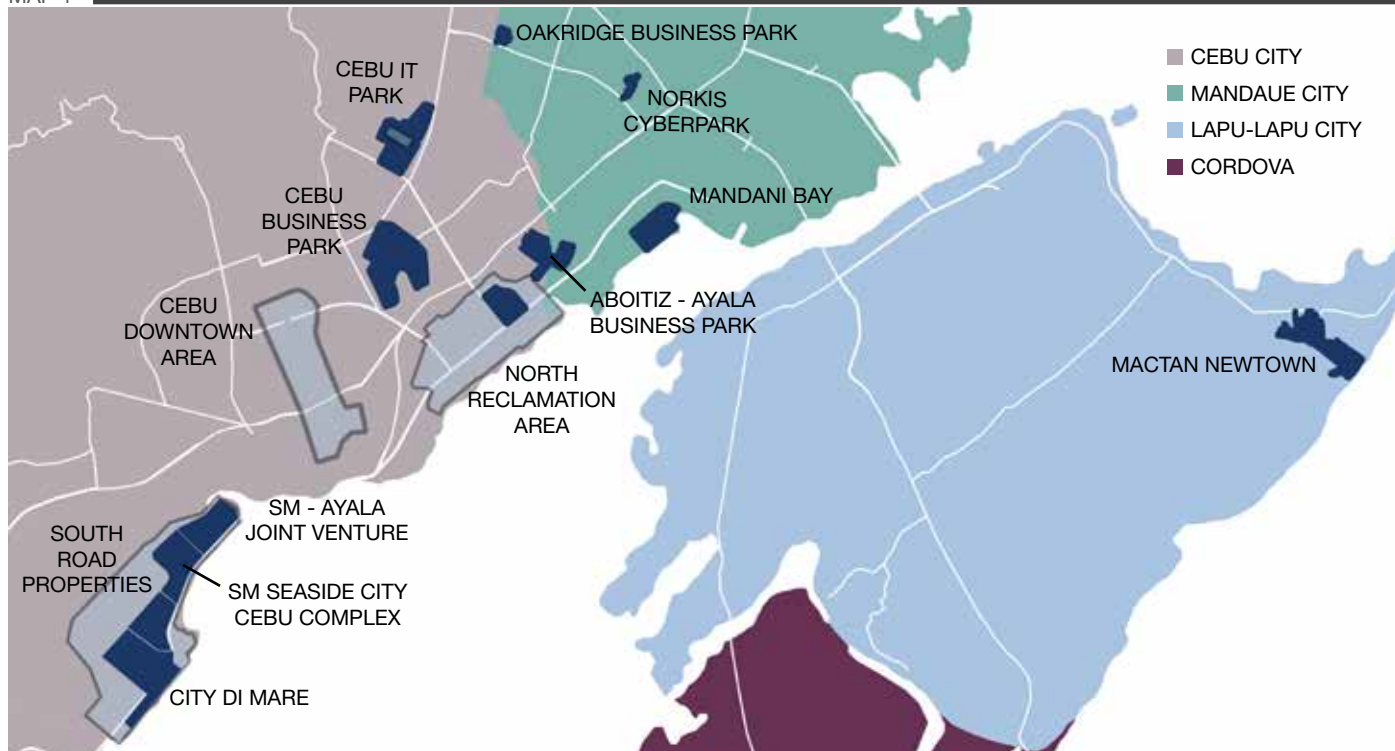 OAKRIDGE BUSINESS PARK
CEBU IT
PARK
NORKIS
CYBERPARK
CEBU CITY
MANDAUE CITY
LAPU-LAPU CITY
CORDOVA
CEBU
BUSINESS
PARK
MANDANI BAY
CEBU
DOWNTOWN
AREA
ABOITIZ - AYALA
BUSINESS PARK
MACTAN NEWTOWN
NORTH
RECLAMATION
AREA
SM - AYALA
JOINT VENTURE
SOUTH
ROAD
PROPERTIES
SM SEASIDE CITY
CEBU COMPLEX
CITY DI MARE